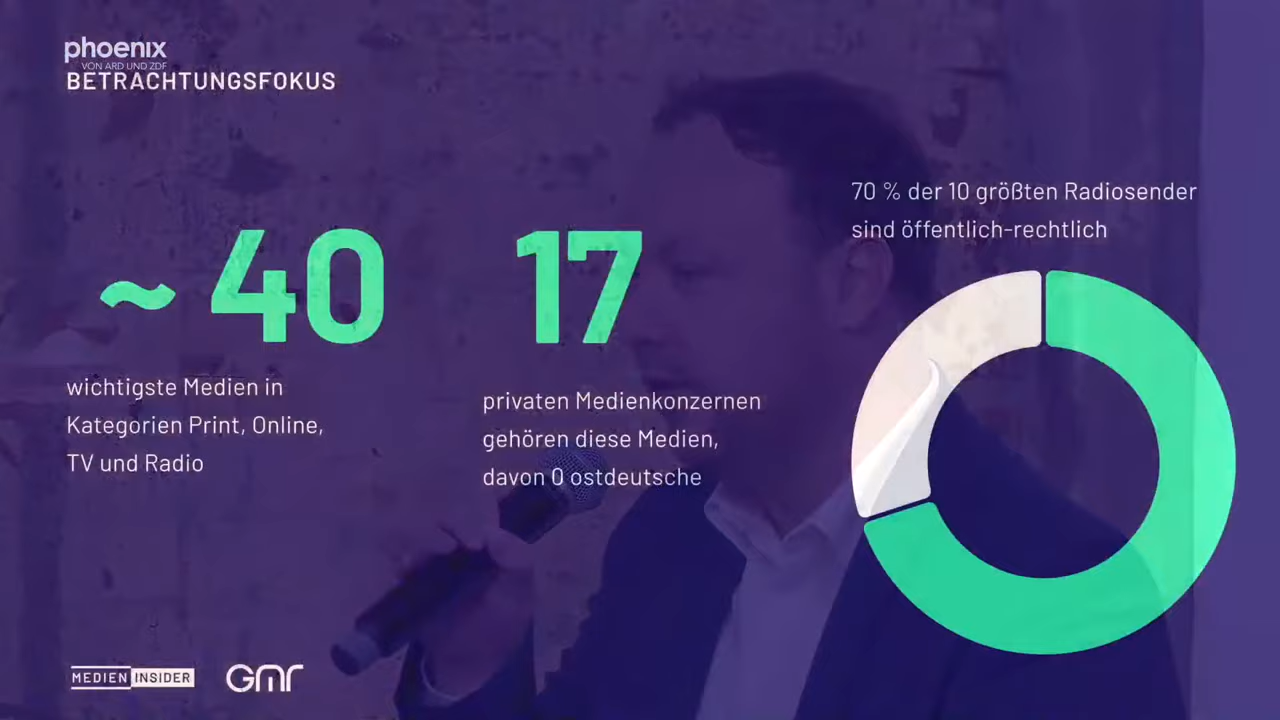 phoenix
VON ARD UND ZDF
BETRACHTUNGSFOKUS
~ 40
wichtigste Medien in
Kategorien Print, Online,
TV und Radio
17
privaten Medienkonzernen
gehören diese Medien,
davon 0 ostdeutsche
70 % der 10 größten Radiosender
sind öffentlich-rechtlich
MEDIEN INSIDER
GMR